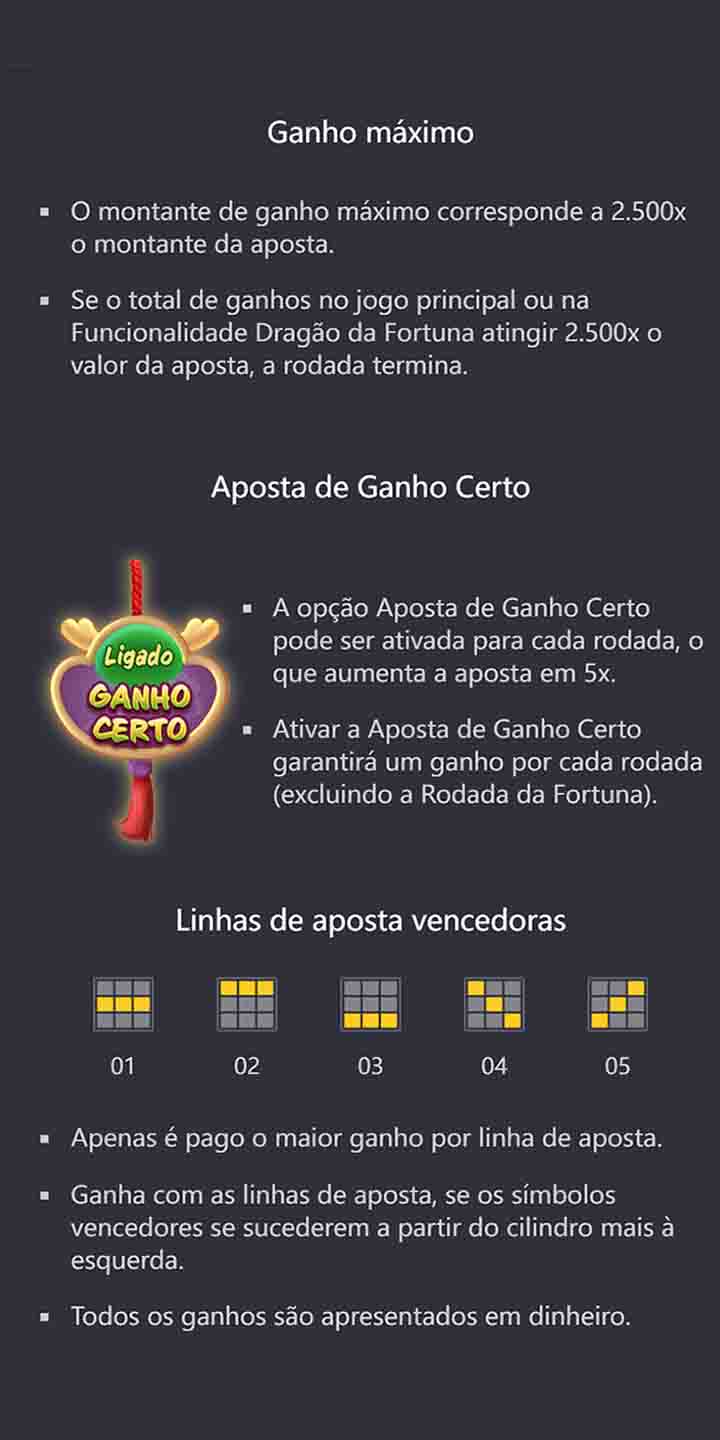 Ganho máximo
▪ O montante de ganho máximo corresponde a 2.500x
o montante da aposta.
▪ Se o total de ganhos no jogo principal ou na
Funcionalidade Dragão da Fortuna atingir 2.500x o
valor da aposta, a rodada termina.
Aposta de Ganho Certo
Ligado
GANHO
CERTO
▪ A opção Aposta de Ganho Certo
pode ser ativada para cada rodada, o
que aumenta a aposta em 5x.
▪ Ativar a Aposta de Ganho Certo
garantirá um ganho por cada rodada
(excluindo a Rodada da Fortuna).
Linhas de aposta vencedoras
01 02 03 04 05
▪ Apenas é pago o maior ganho por linha de aposta.
▪ Ganha com as linhas de aposta, se os símbolos
vencedores se sucederem a partir do cilindro mais à
esquerda.
▪ Todos os ganhos são apresentados em dinheiro.